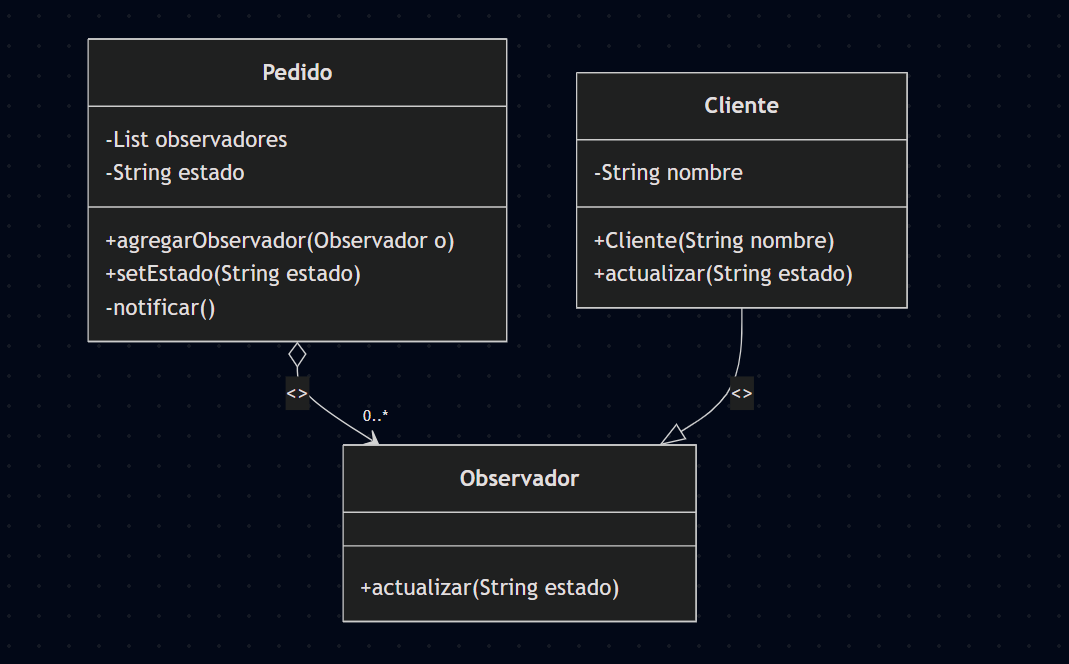 Pedido
-List observadores
-String estado
+agregarObservador(Observador o)
+setEstado(String estado)
-notificar()
Cliente
-String nombre
+Cliente(String nombre)
+actualizar(String estado)
<>
0..*
<>
Observador
+actualizar(String estado)